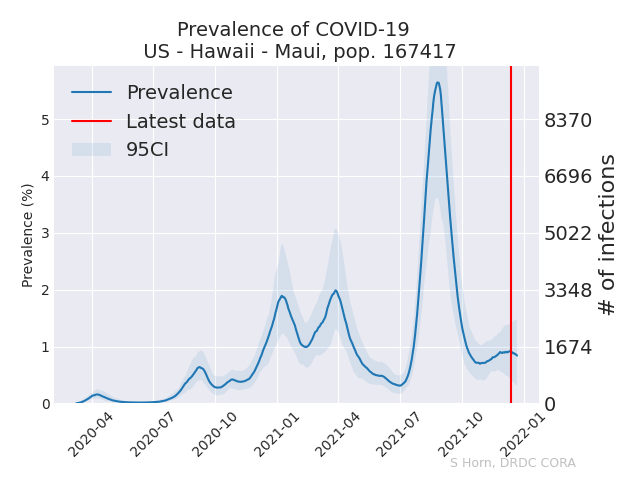 Prevalence of COVID-19
US - Hawaii - Maui, pop. 167417
Prevalence
Latest data
95CI
Prevalence (%)
5
4
3
2
1
0
8370
6696
5022
3348
1674
0
# of infections
2020-04
2020-07
2020-10
2021-01
2021-04
2021-07
2021-10
2022-01
S Horn, DRDC CORA